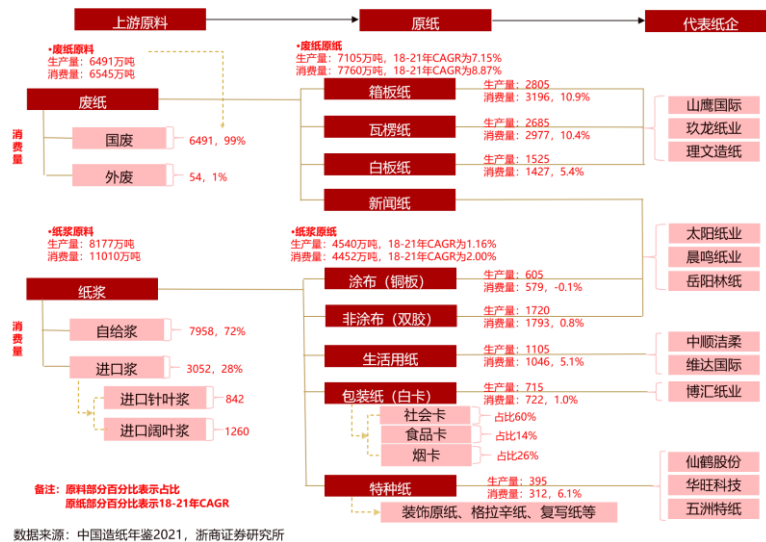 上游原料
原纸
代表纸企
•废纸原料
生产量：6491万吨
消费量：6545万吨
•废纸原纸
生产量：7105万吨，18-21年CAGR为7.15%
消费量：7760万吨，18-21年CAGR为8.87%
废纸
消费量
国废
6491, 99%
外废
54, 1%
箱板纸
生产量：2805
消费量：3196, 10.9%
瓦楞纸
生产量：2685
消费量：2977, 10.4%
白板纸
生产量：1525
消费量：1427, 5.4%
新闻纸
山鹰国际
玖龙纸业
理文造纸
•纸浆原料
生产量：8177万吨
消费量：11010万吨
•纸浆原纸
生产量：4540万吨，18-21年CAGR为1.16%
消费量：4452万吨，18-21年CAGR为2.00%
太阳纸业
晨鸣纸业
岳阳林纸
纸浆
消费量
自给浆
7958, 72%
进口浆
3052, 28%
进口针叶浆
842
进口阔叶浆
1260
涂布（铜板）
生产量：605
消费量：579, -0.1%
非涂布（双胶）
生产量：1720
消费量：1793, 0.8%
生活用纸
生产量：1105
消费量：1046, 5.1%
中顺洁柔
维达国际
包装纸（白卡）
生产量：715
消费量：722, 1.0%
博汇纸业
社会卡
占比60%
食品卡
占比14%
烟卡
占比26%
特种纸
生产量：395
消费量：312, 6.1%
装饰原纸、格拉辛纸、复写纸等
仙鹤股份
华旺科技
五洲特纸
备注：原料部分百分比表示占比
原纸部分百分比表示18-21年CAGR
数据来源：中国造纸年鉴2021，浙商证券研究所